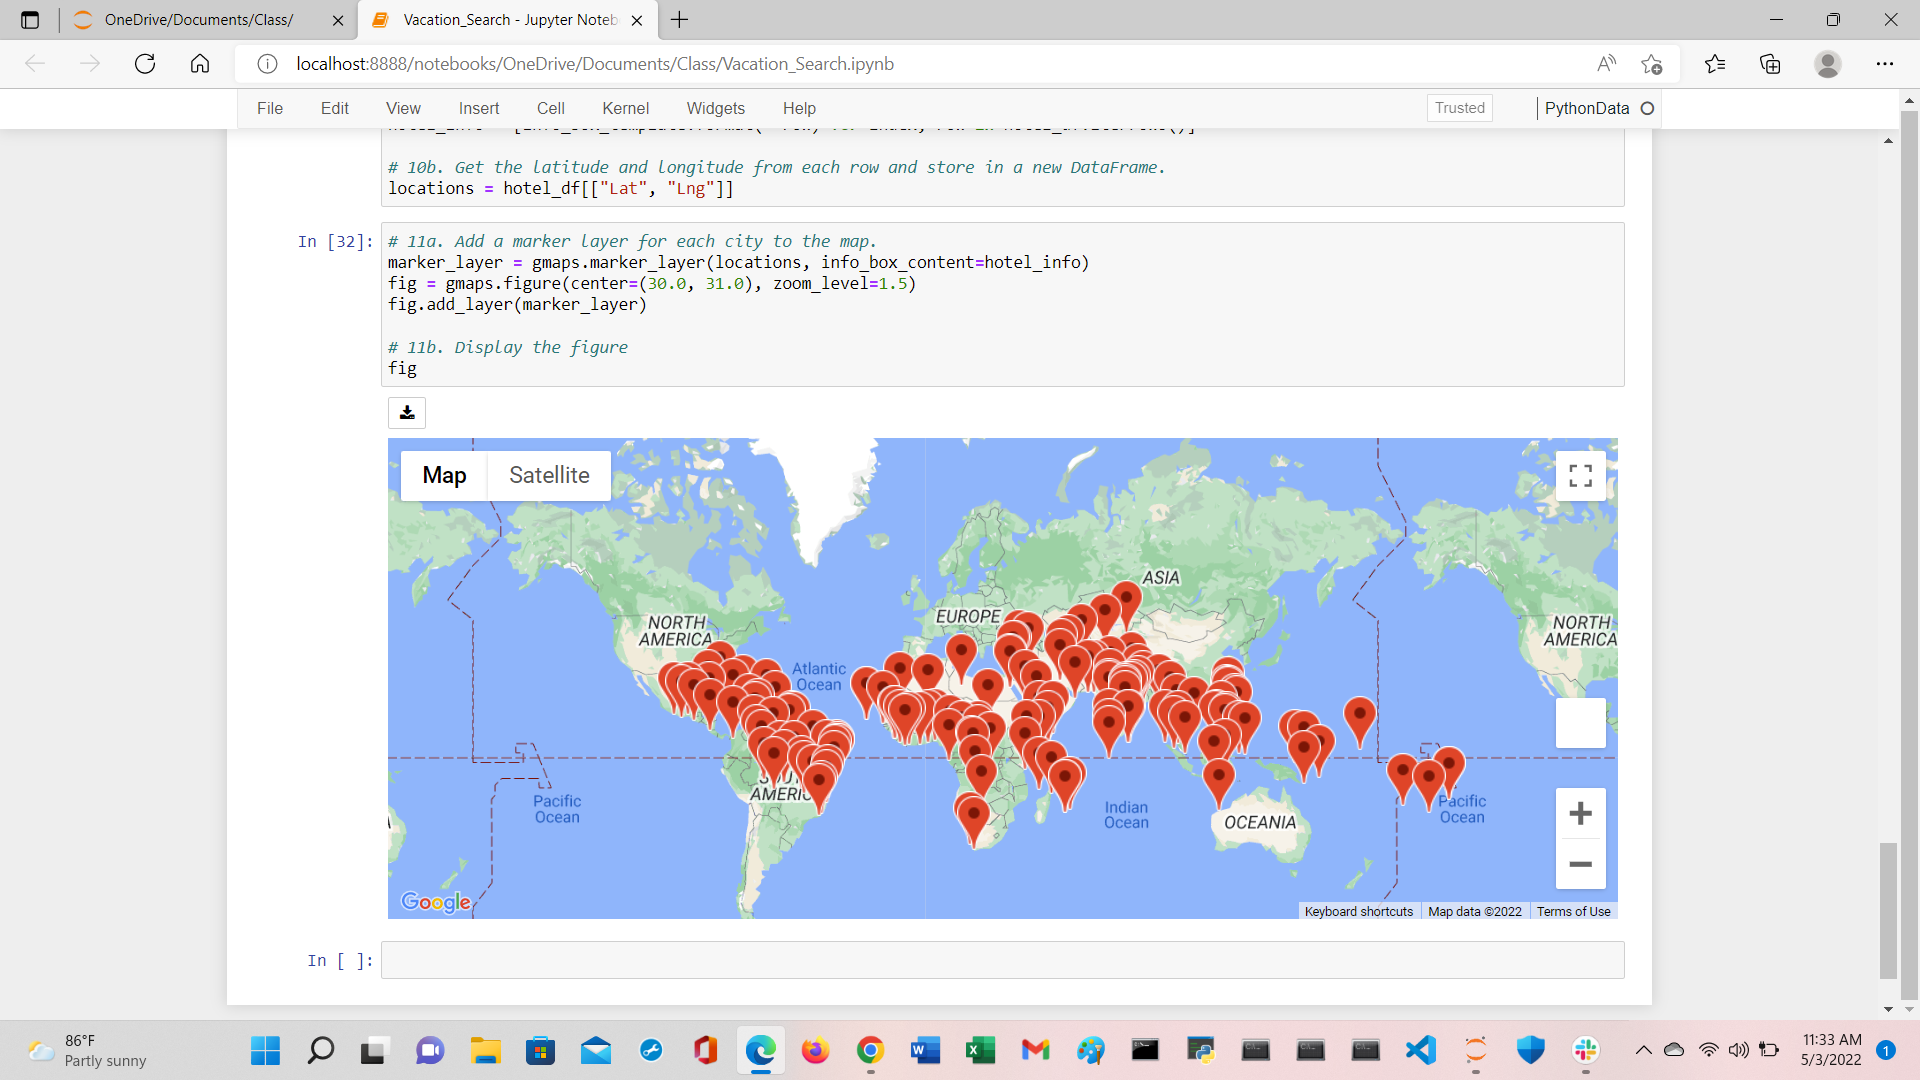 OneDrive/Documents/Class/
Vacation_Search - Jupyter Noteb
localhost:8888/notebooks/OneDrive/Documents/Class/Vacation_Search.ipynb
File Edit View Insert Cell Kernel Widgets Help Trusted PythonData
# 10b. Get the latitude and longitude from each row and store in a new DataFrame.
locations = hotel_df[["Lat", "Lng"]]
In [32]:
# 11a. Add a marker layer for each city to the map.
marker_layer = gmaps.marker_layer(locations, info_box_content=hotel_info)
fig = gmaps.figure(center=(30.0, 31.0), zoom_level=1.5)
fig.add_layer(marker_layer)
# 11b. Display the figure
fig
Map Satellite
ASIA
EUROPE
NORTH
AMERICA
NORTH
AMERICA
Atlantic
Ocean
AMERIC
Pacific
Ocean
Indian
Ocean
OCEANIA
Pacific
Ocean
Google
Keyboard shortcuts Map data ©2022 Terms of Use
In [ ]:
86°F
Partly sunny
11:33 AM
5/3/2022
1